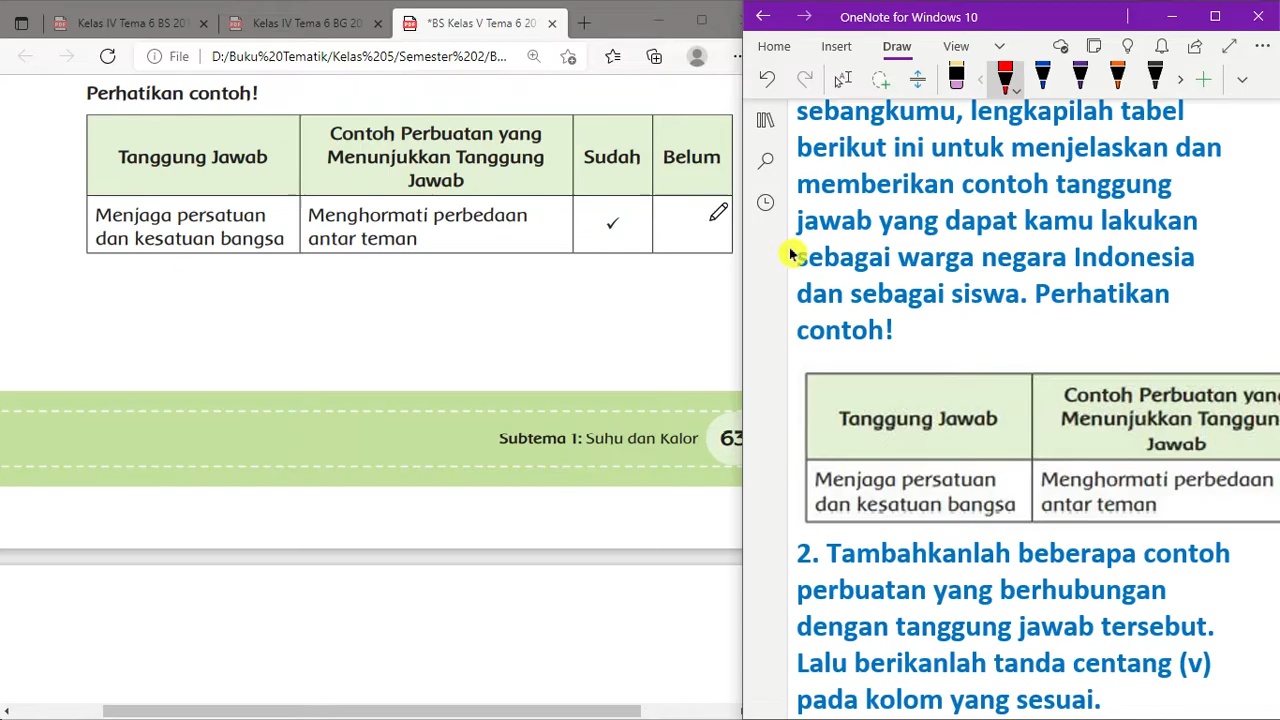 Kelas IV Tema 6 BS 20
Kelas IV Tema 6 BG 20
*BS Kelas V Tema 6 20
File
D:/Buku%20Tematik/Kelas%205/Semester%202/B...
Perhatikan contoh!
Tanggung Jawab
Contoh Perbuatan yang
Menunjukkan Tanggung
Jawab
Sudah
Belum
Menjaga persatuan
dan kesatuan bangsa
Menghormati perbedaan
antar teman
✓
Subtema 1: Suhu dan Kalor
63
OneNote for Windows 10
Home
Insert
Draw
View
sebangkumu, lengkapilah tabel
berikut ini untuk menjelaskan dan
memberikan contoh tanggung
jawab yang dapat kamu lakukan
sebagai warga negara Indonesia
dan sebagai siswa. Perhatikan
contoh!
Tanggung Jawab
Contoh Perbuatan yan
Menunjukkan Tanggun
Jawab
Menjaga persatuan
dan kesatuan bangsa
Menghormati perbedaan
antar teman
2. Tambahkanlah beberapa contoh
perbuatan yang berhubungan
dengan tanggung jawab tersebut.
Lalu berikanlah tanda centang (v)
pada kolom yang sesuai.